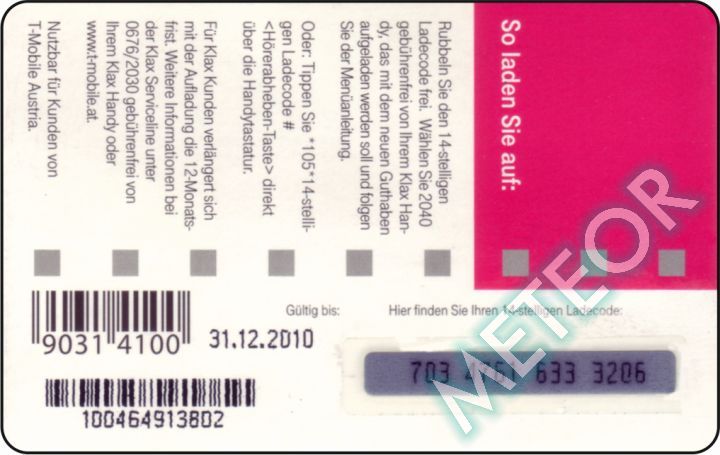 So laden Sie auf:
Rubbeln Sie den 14-stelligen
Ladecode frei. Wählen Sie 2040
gebührenfrei von Ihrem Klax Han-
dy, das mit dem neuen Guthaben
aufgeladen werden soll und folgen
Sie der Menüanleitung.
Oder: Tippen Sie *105*14-stelli-
gen Ladecode #
<Hörerabheben-Taste> direkt
über die Handytastatur.
Für Klax Kunden verlängert sich
mit der Aufladung die 12-Monats-
frist. Weitere Informationen bei
der Klax Serviceline unter
0676/2030 gebührenfrei von
Ihrem Klax Handy oder
www.t-mobile.at.
Nutzbar für Kunden von
T-Mobile Austria.
Gültig bis:
31.12.2010
Hier finden Sie Ihren 14-stelligen Ladecode:
703 4761 633 3206
9031 4100
100464913802
METEOR